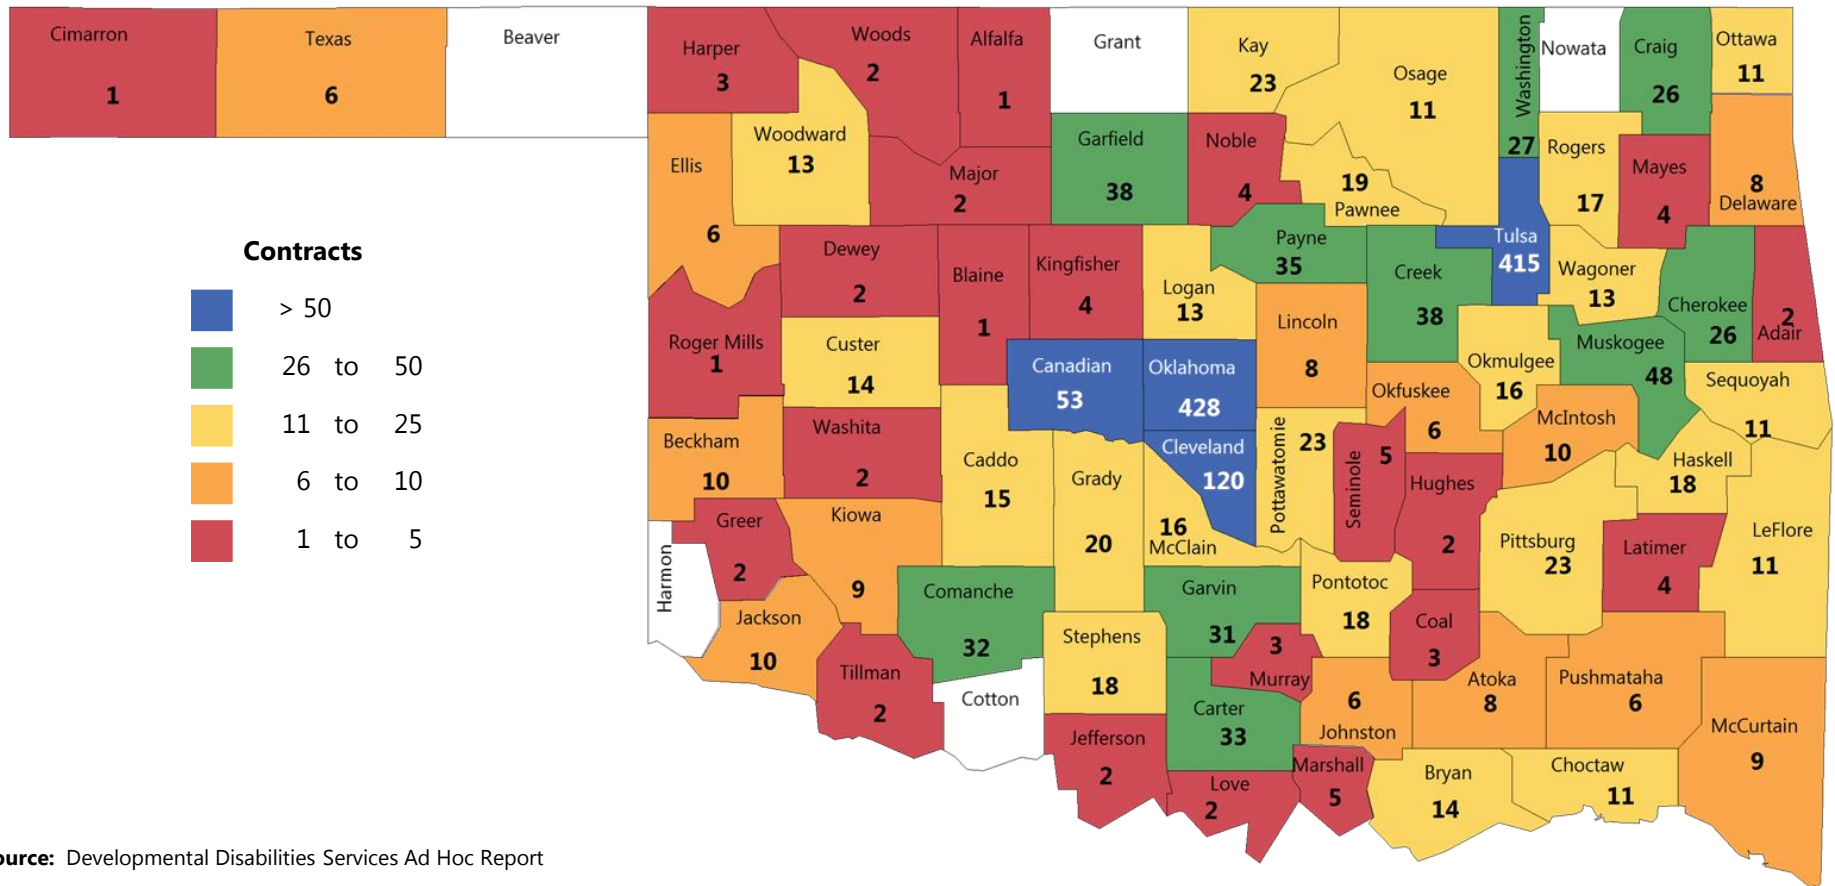 Cimarron
1
Texas
6
Beaver
Harper
3
Woods
2
Alfalfa
1
Grant
Kay
23
Osage
11
Washington
27
Nowata
Craig
26
Ottawa
11
Ellis
6
Woodward
13
Major
2
Garfield
38
Noble
4
19
Pawnee
Rogers
17
Mayes
4
8
Delaware
Contracts
> 50
26 to 50
11 to 25
6 to 10
1 to 5
Dewey
2
Blaine
1
Kingfisher
4
Logan
13
Payne
35
Creek
38
Tulsa
415
Wagoner
13
Cherokee
26
2
Adair
Roger Mills
1
Custer
14
Canadian
53
Oklahoma
428
Lincoln
8
Okmulgee
16
Muskogee
48
Sequoyah
11
Beckham
10
Washita
2
Caddo
15
Grady
20
Cleveland
120
16
McClain
Pottawatomie
23
Seminole
5
Okfuskee
6
McIntosh
10
Haskell
18
Hughes
2
Pittsburg
23
Latimer
4
LeFlore
11
Harmon
Greer
2
Kiowa
9
Jackson
10
Comanche
32
Tillman
2
Cotton
Stephens
18
Garvin
31
3
Murray
Pontotoc
18
Coal
3
Carter
33
6
Johnston
Atoka
8
Pushmataha
6
McCurtain
9
Jefferson
2
Love
2
Marshall
5
Bryan
14
Choctaw
11
ource: Developmental Disabilities Services Ad Hoc Report